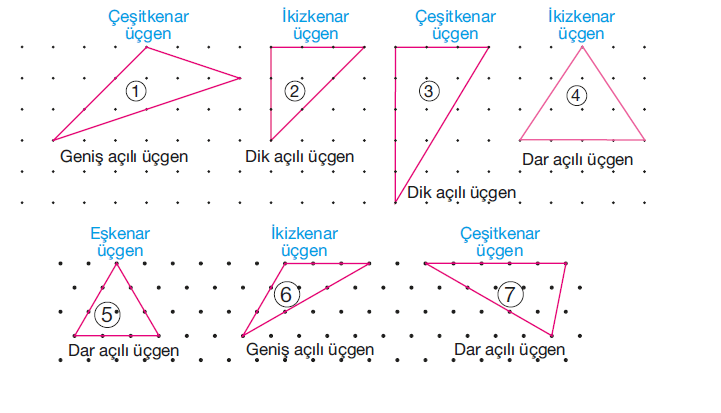 Çeşitkenar
üçgen
İkizkenar
üçgen
Çeşitkenar
üçgen
İkizkenar
üçgen
1
2
3
4
Geniş açılı üçgen
Dik açılı üçgen
Dik açılı üçgen
Dar açılı üçgen
Eşkenar
üçgen
İkizkenar
üçgen
Çeşitkenar
üçgen
5
6
7
Dar açılı üçgen
Geniş açılı üçgen
Dar açılı üçgen